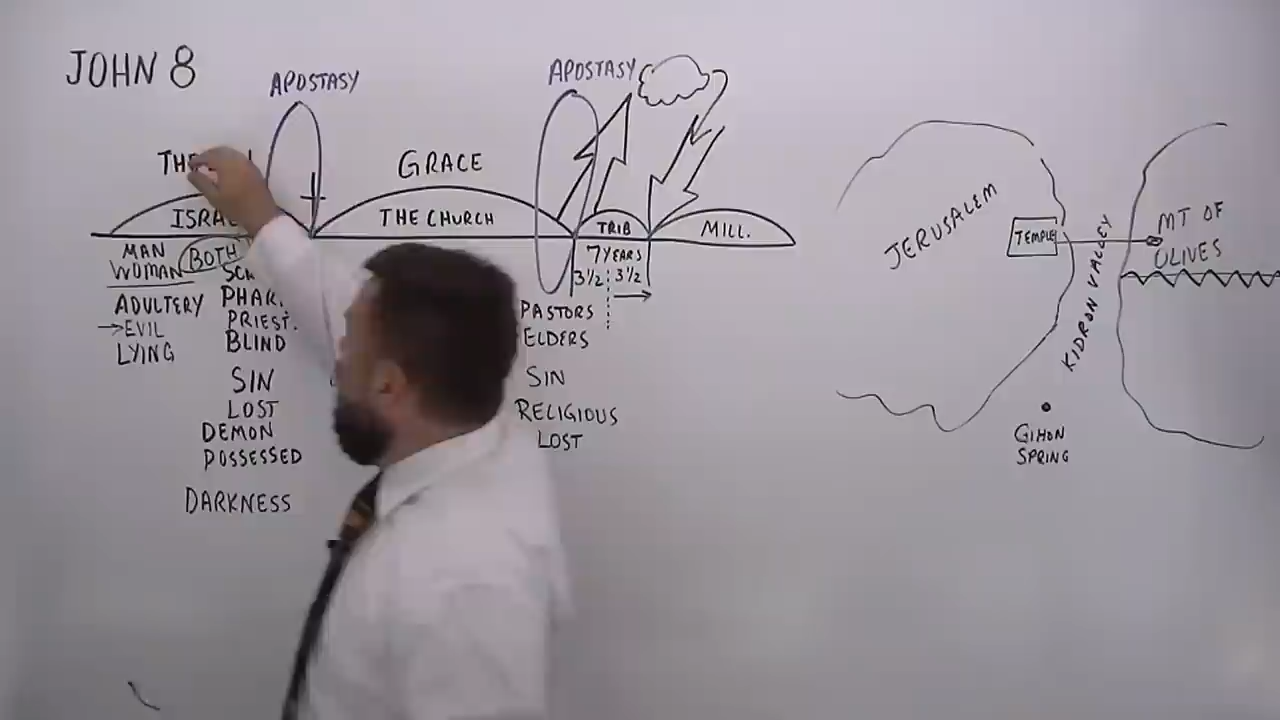 JOHN 8
APOSTASY
APOSTASY
GRACE
THE CHURCH
TRIB
MILL.
MAN
WOMAN
BOTH
ADULTERY
→EVIL
LYING
PHAR.
PRIEST.
BLIND
SIN
LOST
DEMON
POSSESSED
DARKNESS
7 YEARS
3½ 3½
PASTORS
ELDERS
SIN
RELIGIOUS
LOST
JERUSALEM
TEMPLE
KIDRON VALLEY
MT OF
OLIVES
GIHON
SPRING